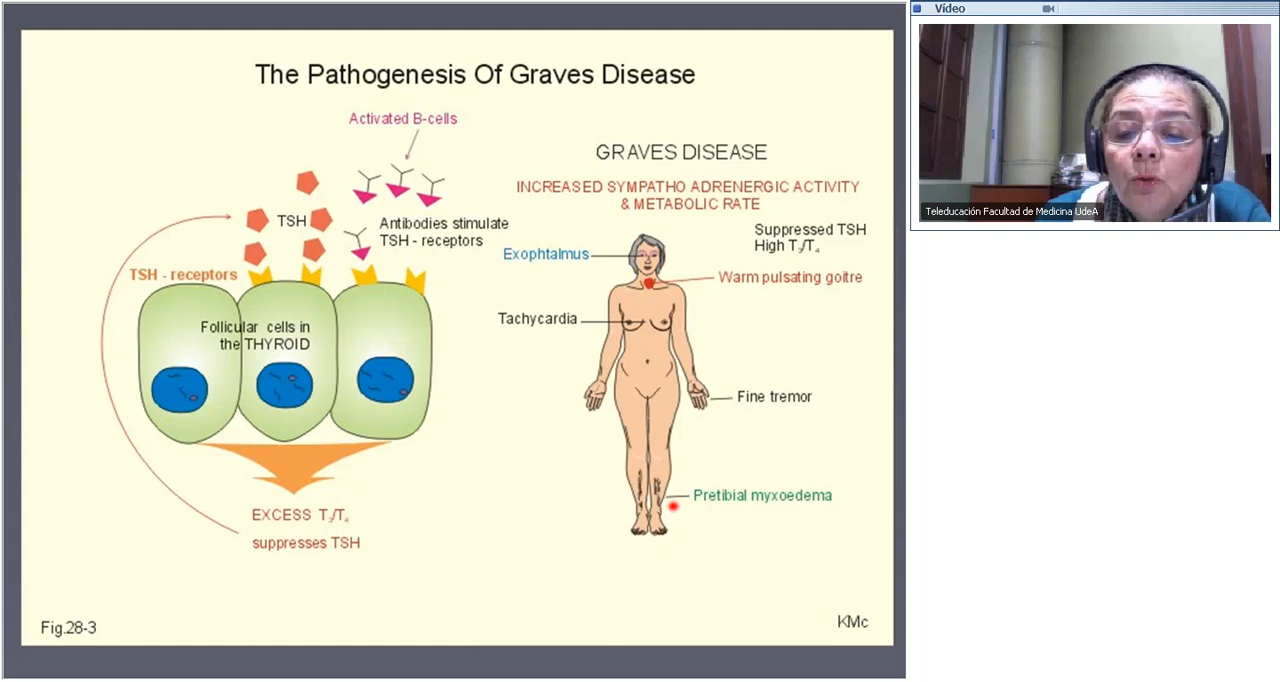 Vídeo
Teleducación Facultad de Medicina UdeA
The Pathogenesis Of Graves Disease
Activated B-cells
TSH
Antibodies stimulate
TSH - receptors
TSH - receptors
Follicular cells in
the THYROID
EXCESS T3/T4
suppresses TSH
GRAVES DISEASE
INCREASED SYMPATHO ADRENERGIC ACTIVITY
& METABOLIC RATE
Suppressed TSH
High T3/T4
Exophtalmus
Warm pulsating goitre
Tachycardia
Fine tremor
Pretibial myxoedema
Fig.28-3
KMc